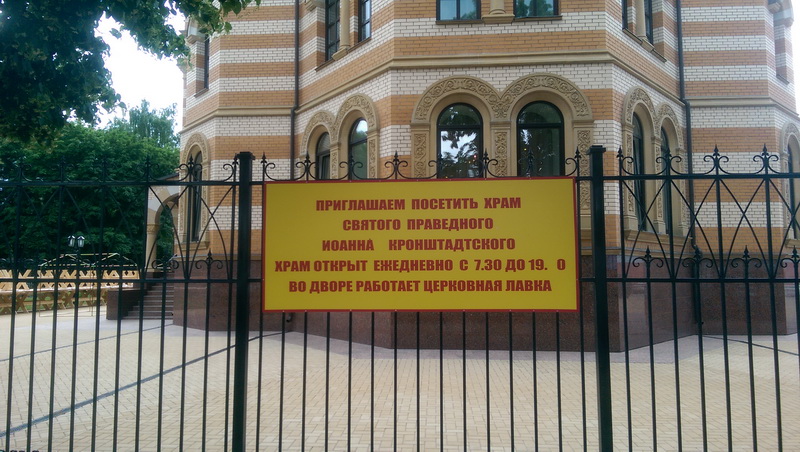 ПРИГЛАШАЕМ ПОСЕТИТЬ ХРАМ
СВЯТОГО ПРАВЕДНОГО
ИОАННА КРОНШТАДТСКОГО
ХРАМ ОТКРЫТ ЕЖЕДНЕВНО С 7.30 ДО 19. 0
ВО ДВОРЕ РАБОТАЕТ ЦЕРКОВНАЯ ЛАВКА